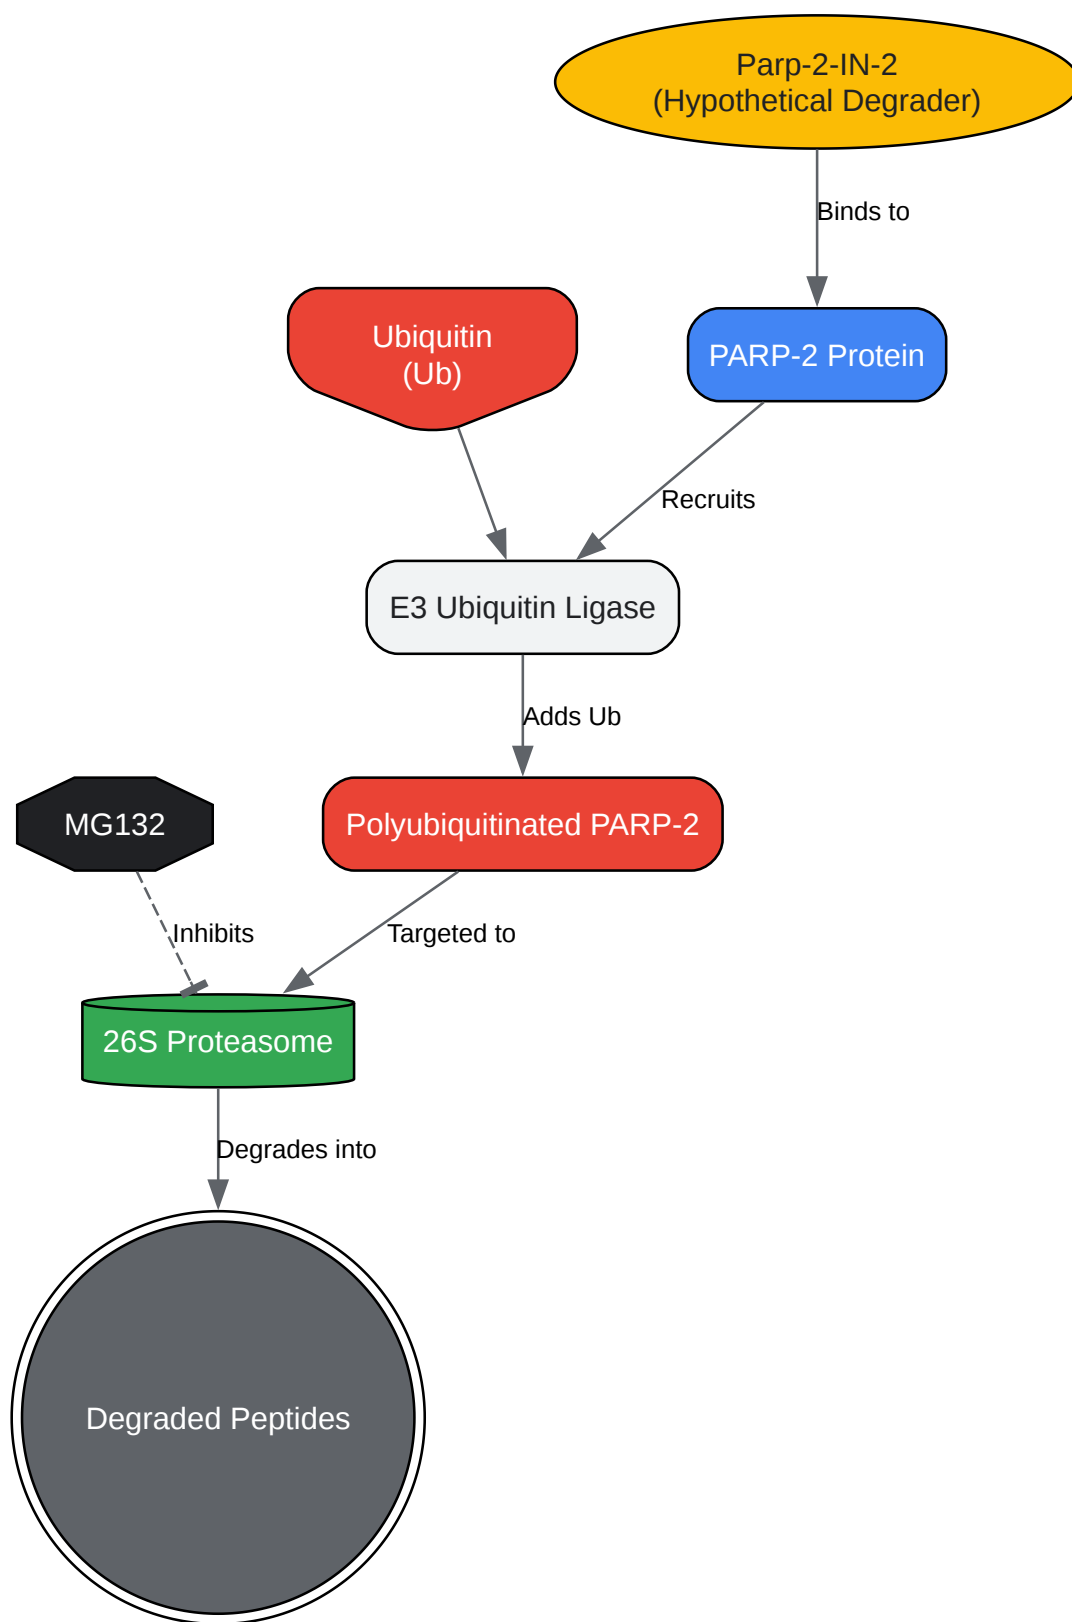 Parp-2-IN-2
(Hypothetical Degrader)
Binds to
Ubiquitin
(Ub)
PARP-2 Protein
Recruits
E3 Ubiquitin Ligase
Adds Ub
MG132
Polyubiquitinated PARP-2
Inhibits
Targeted to
26S Proteasome
Degrades into
Degraded Peptides